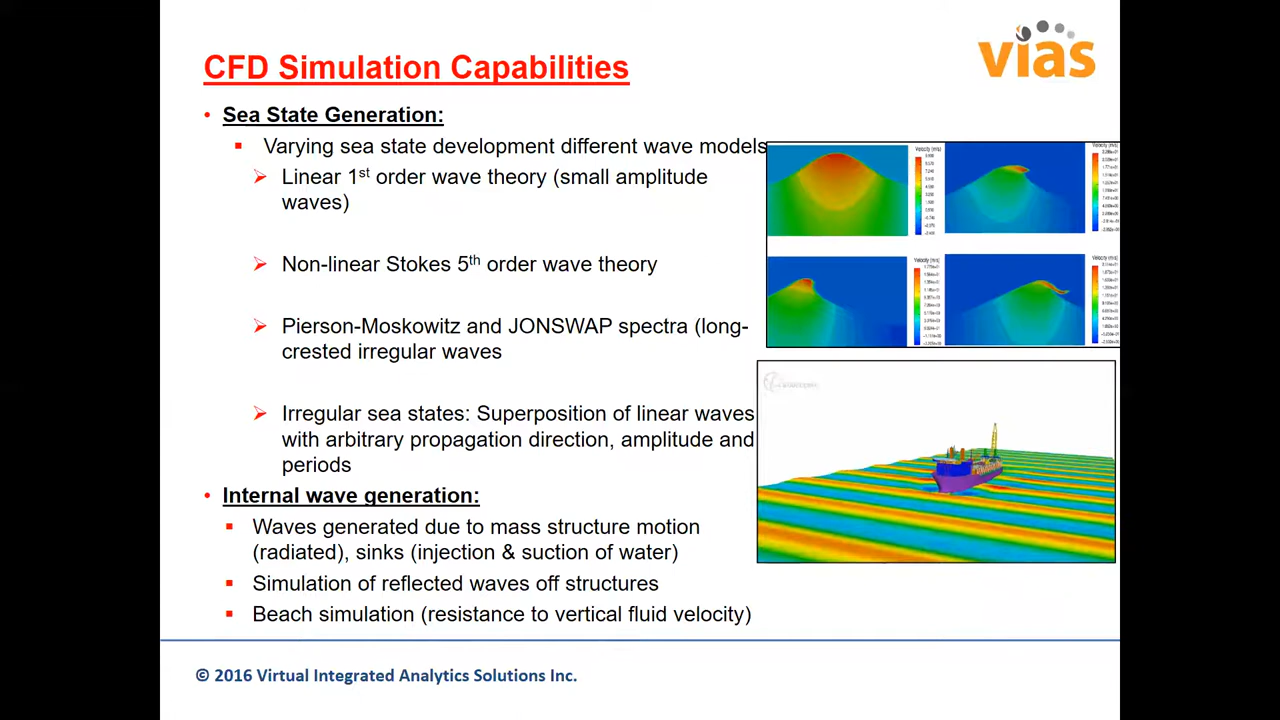 CFD Simulation Capabilities
vias
• Sea State Generation:
▪ Varying sea state development different wave models
➢ Linear 1st order wave theory (small amplitude
waves)
➢ Non-linear Stokes 5th order wave theory
➢ Pierson-Moskowitz and JONSWAP spectra (long-
crested irregular waves
➢ Irregular sea states: Superposition of linear waves
with arbitrary propagation direction, amplitude and
periods
• Internal wave generation:
▪ Waves generated due to mass structure motion
(radiated), sinks (injection & suction of water)
▪ Simulation of reflected waves off structures
▪ Beach simulation (resistance to vertical fluid velocity)
Velocity (m/s)
Velocity (m/s)
Velocity (m/s)
Velocity (m/s)
© 2016 Virtual Integrated Analytics Solutions Inc.